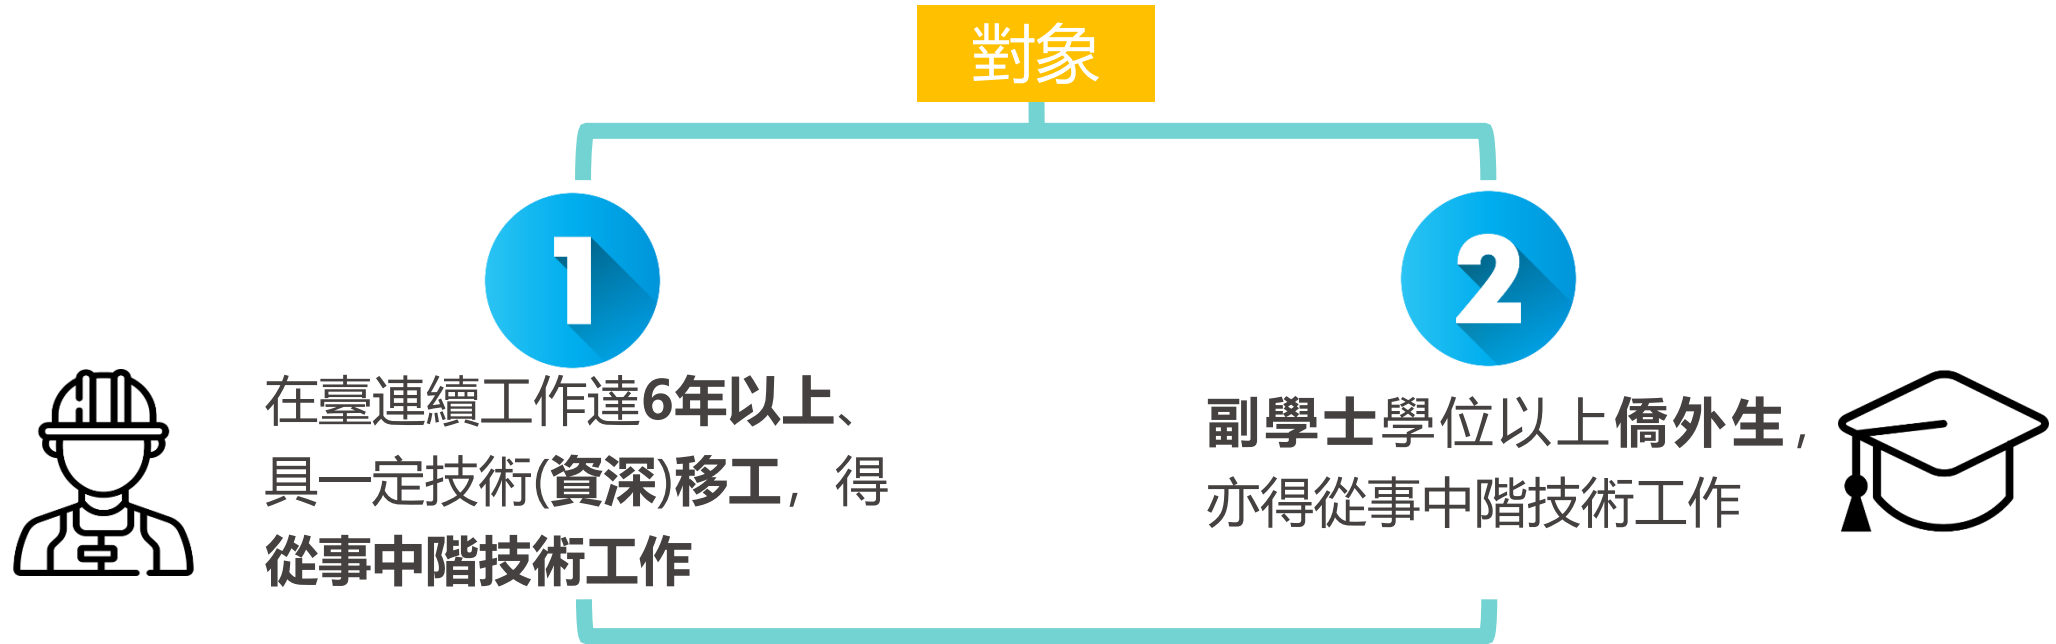 對象
1
在臺連續工作達6年以上、
具一定技術(資深)移工，得
從事中階技術工作
2
副學士學位以上僑外生，
亦得從事中階技術工作